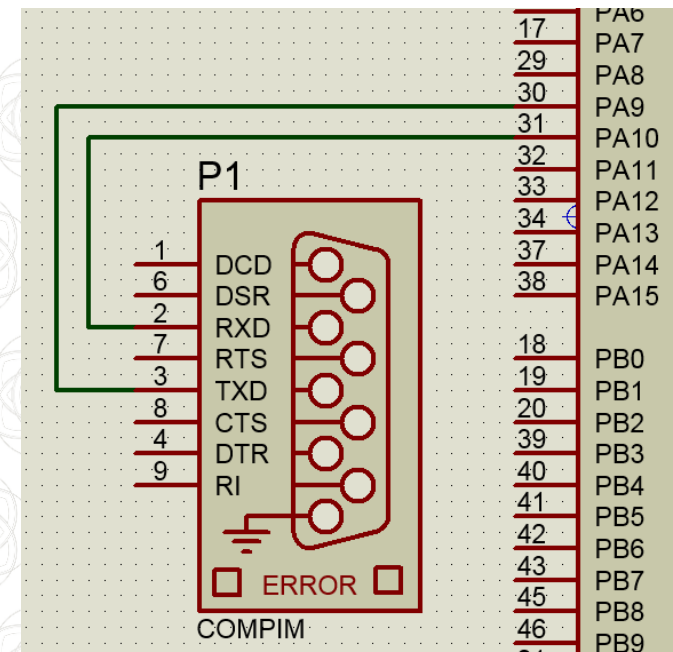 P1
1 DCD
6 DSR
2 RXD
7 RTS
3 TXD
8 CTS
4 DTR
9 RI
ERROR
COMPIM
PA6
17 PA7
29 PA8
30 PA9
31 PA10
32 PA11
33 PA12
34 PA13
37 PA14
38 PA15
18 PB0
19 PB1
20 PB2
39 PB3
40 PB4
41 PB5
42 PB6
43 PB7
45 PB8
46 PB9